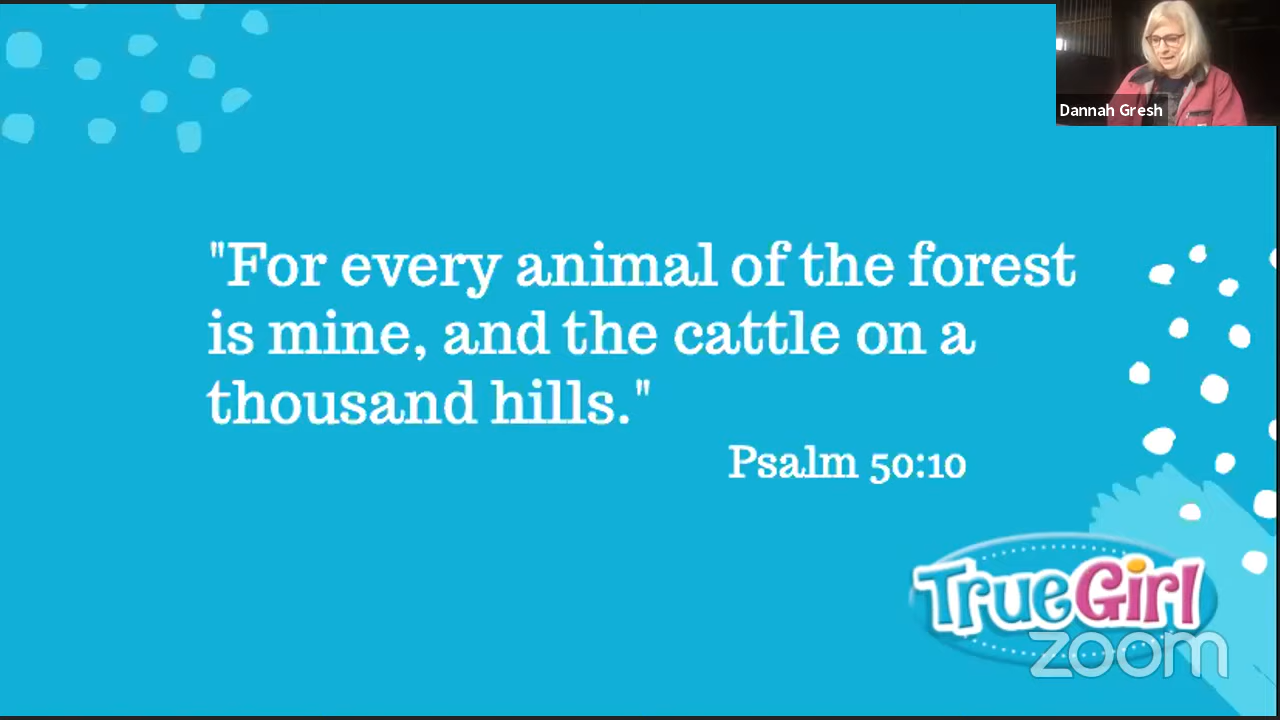 Dannah Gresh
"For every animal of the forest
is mine, and the cattle on a
thousand hills."
Psalm 50:10
TrueGirl
zoom